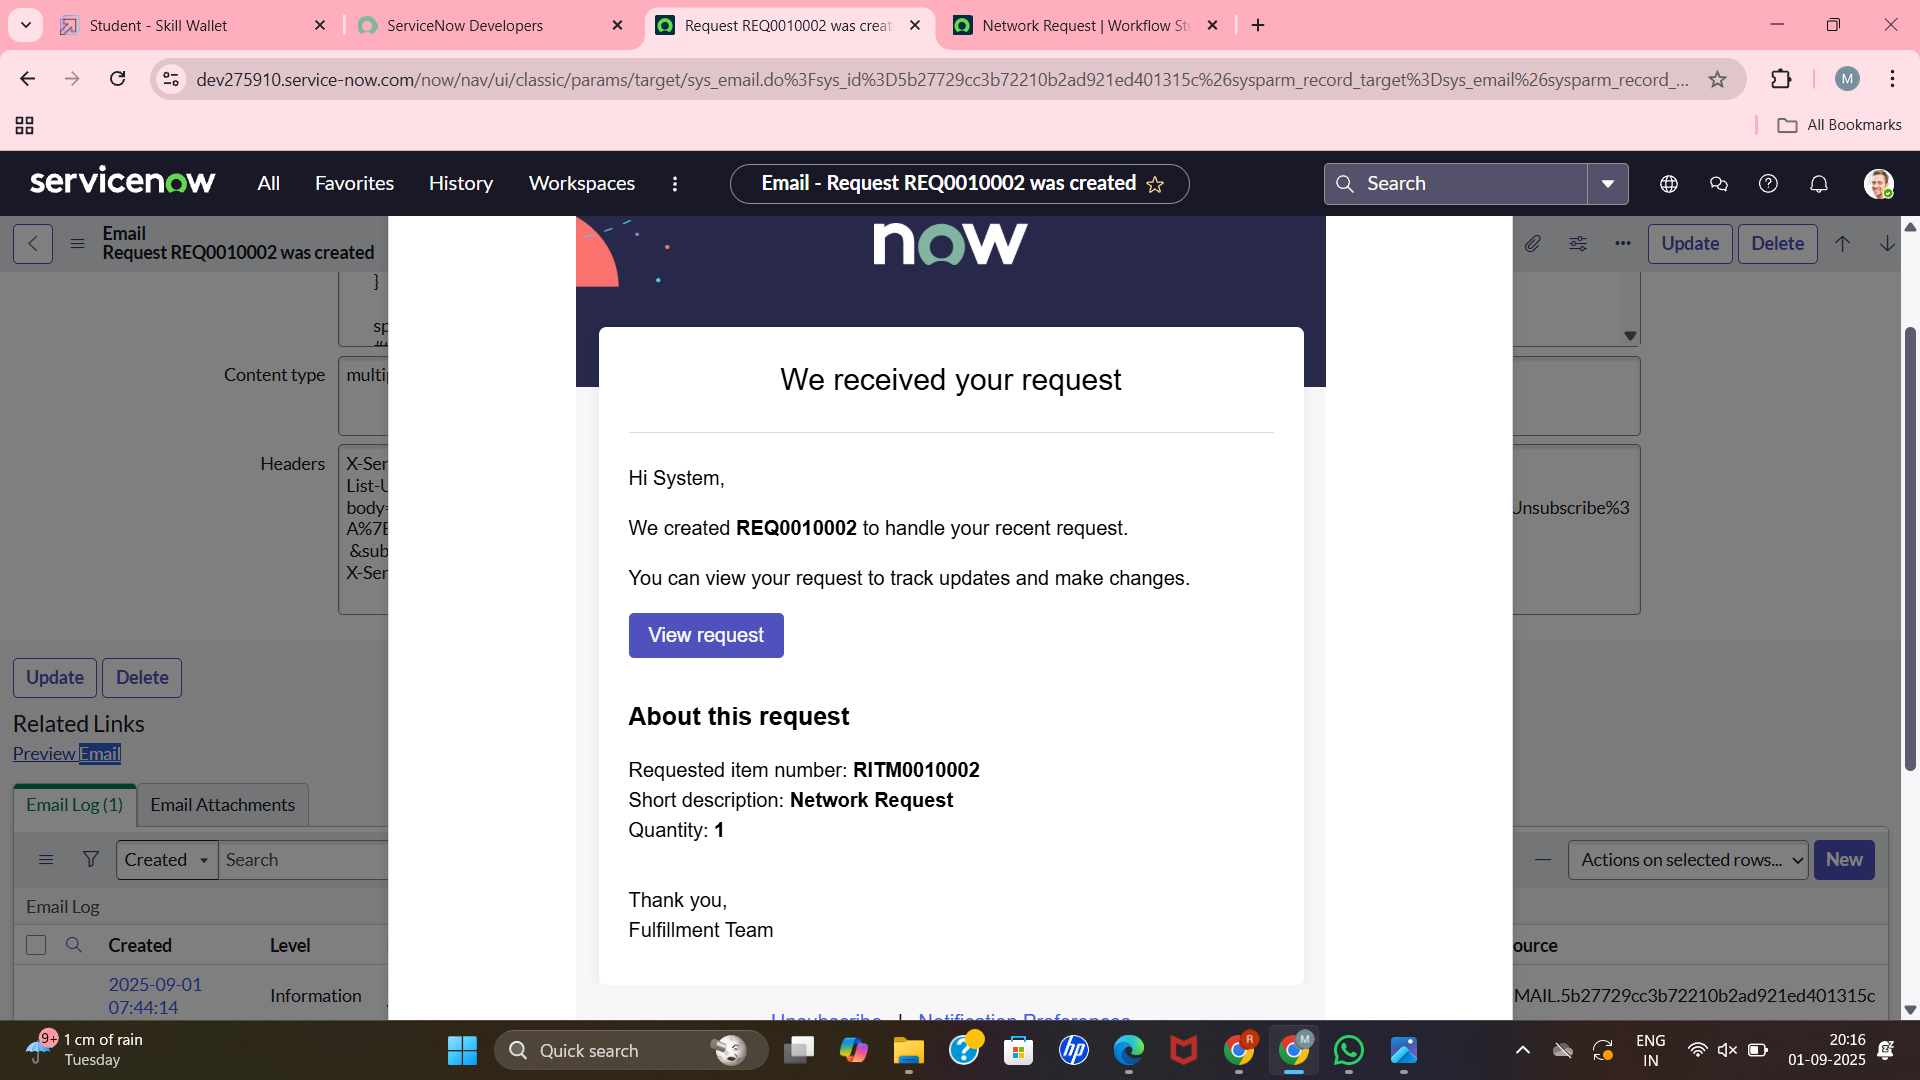 Student - Skill Wallet
ServiceNow Developers
Request REQ0010002 was creat
Network Request | Workflow St
dev275910.service-now.com/now/nav/ui/classic/params/target/sys_email.do%3Fsys_id%3D5b27729cc3b72210b2ad921ed401315c%26sysparm_record_target%3Dsys_email%26sysparm_record_...
M
All Bookmarks
servicenow
All
Favorites
History
Workspaces
Email - Request REQ0010002 was created
Search
Email
Request REQ0010002 was created
Update
Delete
now
}
sp
Content type
multip
Headers
X-Ser
List-U
body=
A%7E
&sub
X-Ser
Unsubscribe%3
We received your request
Hi System,
We created REQ0010002 to handle your recent request.
You can view your request to track updates and make changes.
View request
About this request
Requested item number: RITM0010002
Short description: Network Request
Quantity: 1
Thank you,
Fulfillment Team
Unsubscribe | Notification Preferences
Update
Delete
Related Links
Preview Email
Email Log (1)
Email Attachments
Created
Search
Actions on selected rows...
New
Email Log
Created
Level
ource
2025-09-01
07:44:14
Information
MAIL.5b27729cc3b72210b2ad921ed401315c
9+
1 cm of rain
Tuesday
Quick search
hp
R
M
ENG
IN
20:16
01-09-2025